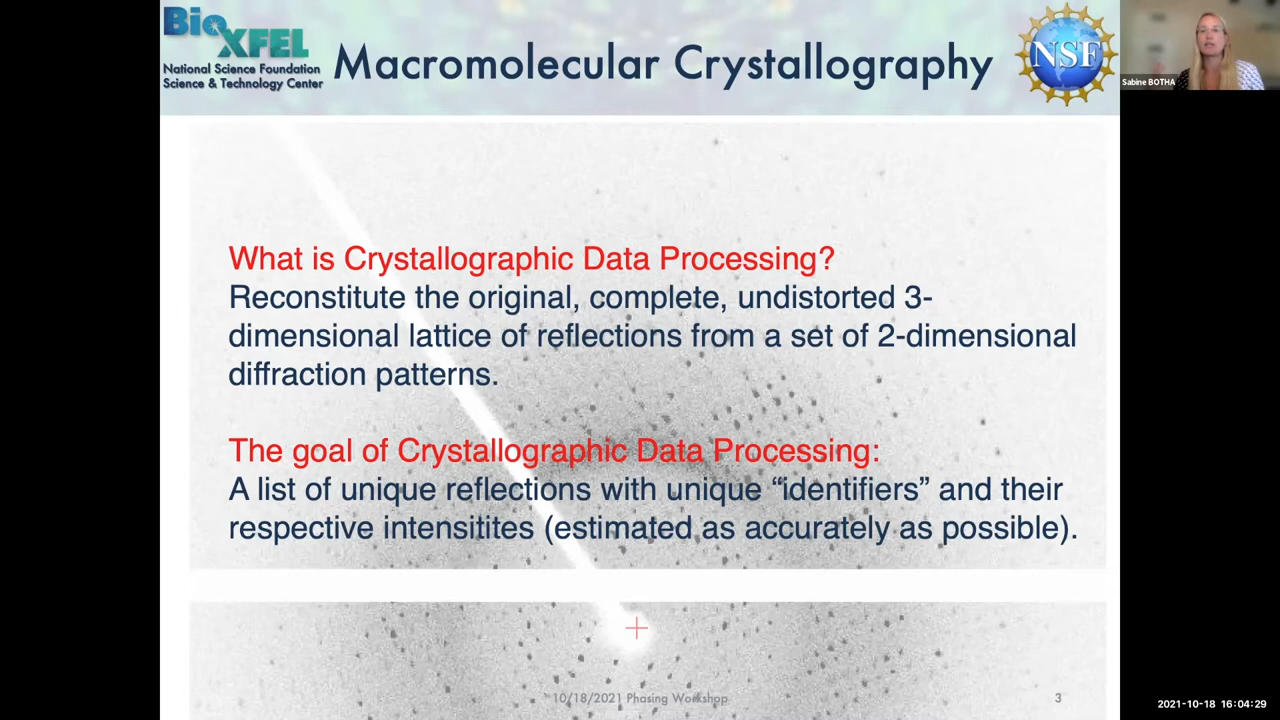 BioXFEL
National Science Foundation
Science & Technology Center
Macromolecular Crystallography
NSF
Sabine BOTHA
What is Crystallographic Data Processing?
Reconstitute the original, complete, undistorted 3-
dimensional lattice of reflections from a set of 2-dimensional
diffraction patterns.
The goal of Crystallographic Data Processing:
A list of unique reflections with unique “identifiers” and their
respective intensitites (estimated as accurately as possible).
10/18/2021 Phasing Workshop
3
2021-10-18 16:04:29